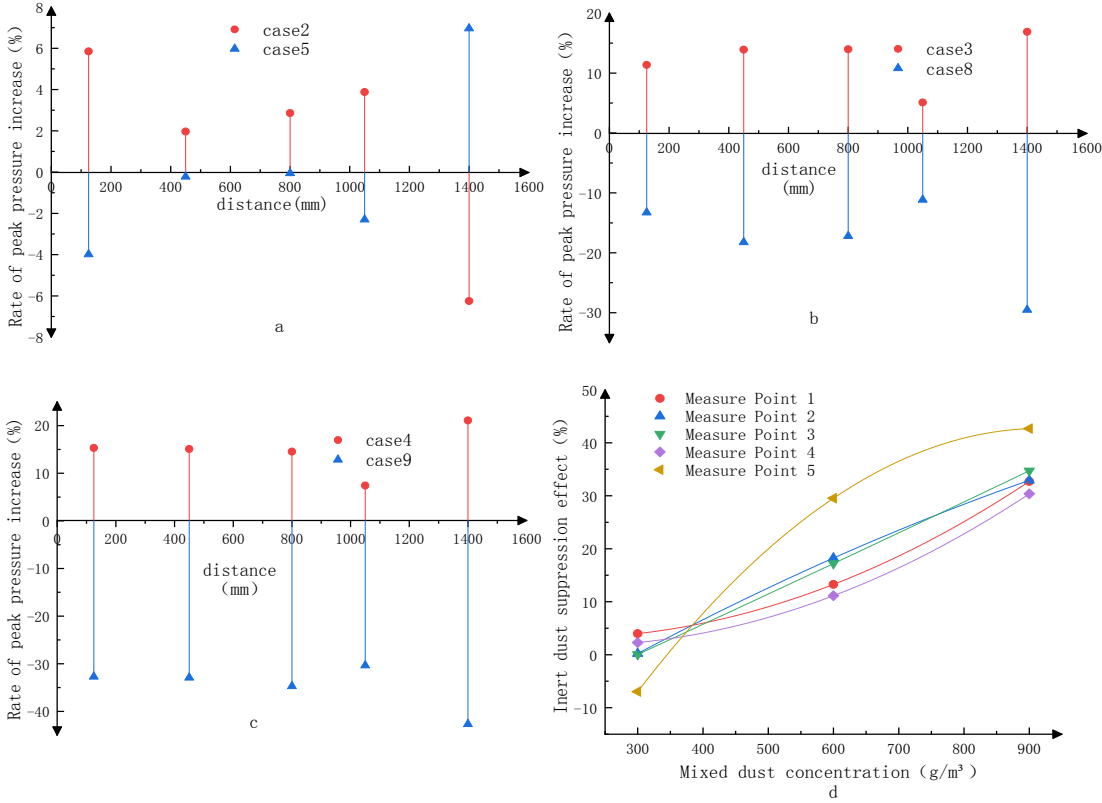 Rate of peak pressure increase (%)
8
6
4
2
0
-2
-4
-6
-8
200 400 600 800 1000 1200 1400 1600
distance(mm)
case2
case5
a
Rate of peak pressure increase (%)
20
10
0
-10
-20
-30
0 200 400 600 800 1000 1200 1400 1600
distance
(mm)
case3
case8
b
Rate of peak pressure increase (%)
20
10
0
-10
-20
-30
-40
0 200 400 600 800 1000 1200 1400 1600
distance
(mm)
case4
case9
c
Inert dust suppression effect (%)
50
40
30
20
10
0
-10
Measure Point 1
Measure Point 2
Measure Point 3
Measure Point 4
Measure Point 5
300 400 500 600 700 800 900
Mixed dust concentration (g/m³)
d